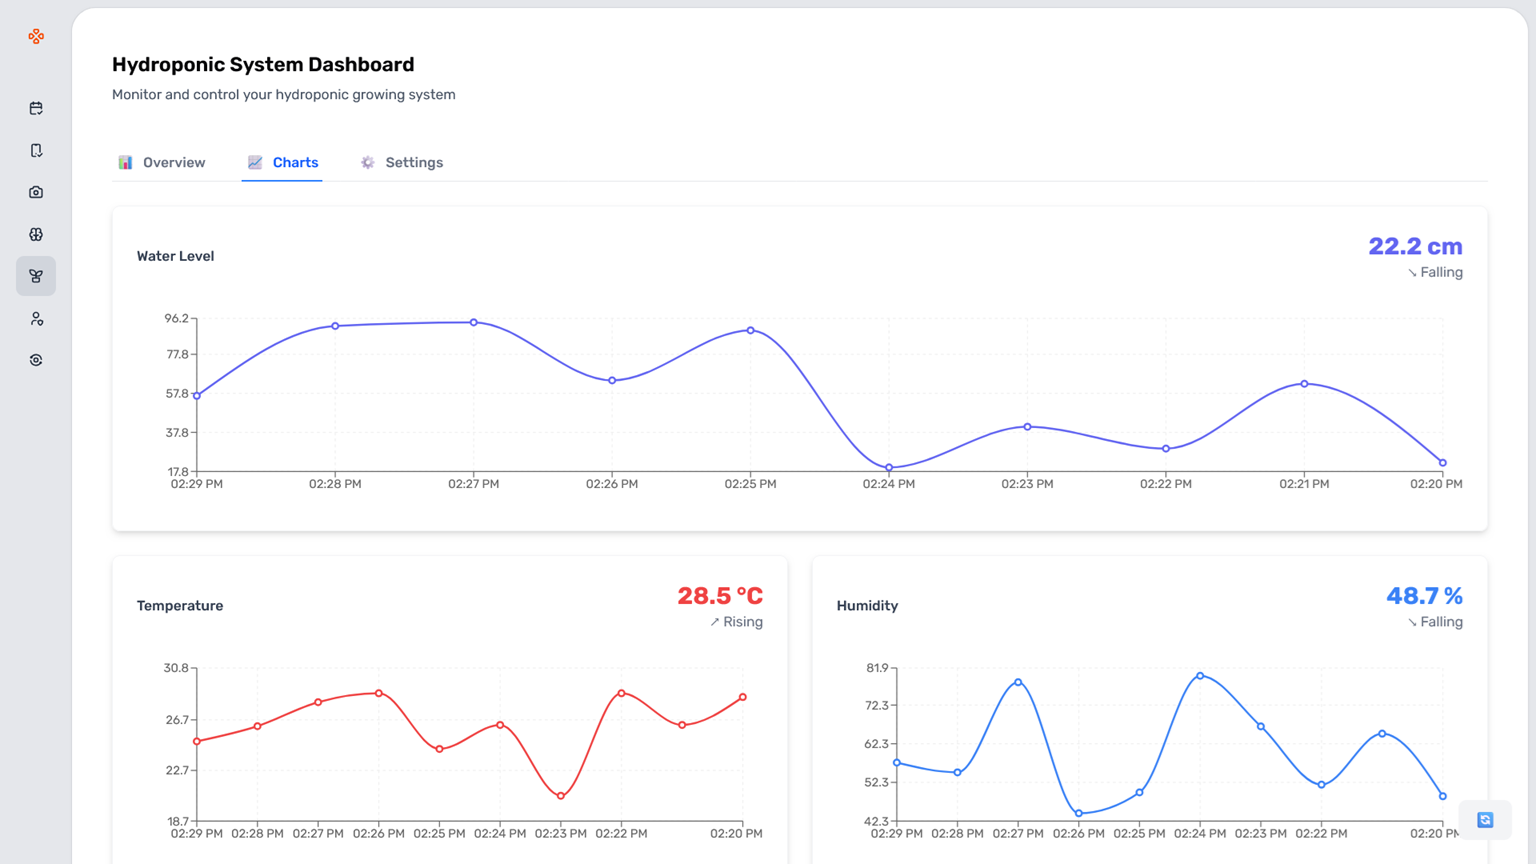 Hydroponic System Dashboard
Monitor and control your hydroponic growing system
Overview
Charts
Settings
Water Level
22.2 cm
↘ Falling
96.2
77.8
57.8
37.8
17.8
02:29 PM 02:28 PM 02:27 PM 02:26 PM 02:25 PM 02:24 PM 02:23 PM 02:22 PM 02:21 PM 02:20 PM
Temperature
28.5 °C
↗ Rising
30.8
26.7
22.7
18.7
02:29 PM 02:28 PM 02:27 PM 02:26 PM 02:25 PM 02:24 PM 02:23 PM 02:22 PM 02:20 PM
Humidity
48.7 %
↘ Falling
81.9
72.3
62.3
52.3
42.3
02:29 PM 02:28 PM 02:27 PM 02:26 PM 02:25 PM 02:24 PM 02:23 PM 02:22 PM 02:20 PM